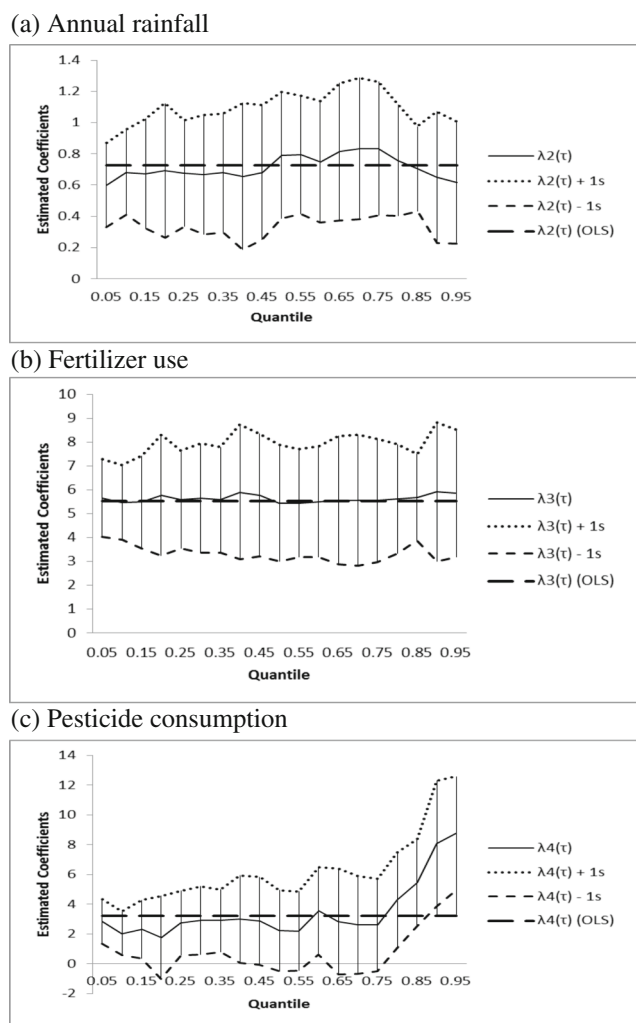 (a) Annual rainfall
1.4
1.2
1
0.8
0.6
0.4
0.2
0
Estimated Coefficients
0.05 0.15 0.25 0.35 0.45 0.55 0.65 0.75 0.85 0.95
Quantile
λ2(τ)
λ2(τ) + 1s
λ2(τ) - 1s
λ2(τ) (OLS)
(b) Fertilizer use
10
9
8
7
6
5
4
3
2
1
0
Estimated Coefficients
0.05 0.15 0.25 0.35 0.45 0.55 0.65 0.75 0.85 0.95
Quantile
λ3(τ)
λ3(τ) + 1s
λ3(τ) - 1s
λ3(τ) (OLS)
(c) Pesticide consumption
14
12
10
8
6
4
2
0
-2
Estimated Coefficients
0.05 0.15 0.25 0.35 0.45 0.55 0.65 0.75 0.85 0.95
Quantile
λ4(τ)
λ4(τ) + 1s
λ4(τ) - 1s
λ4(τ) (OLS)